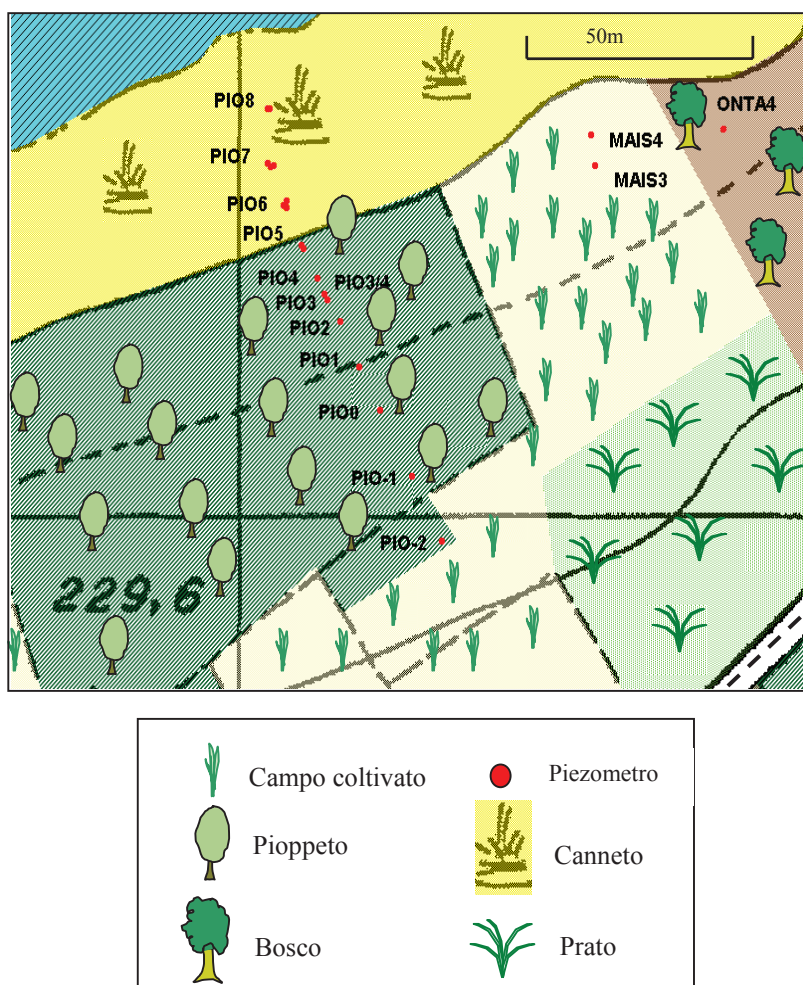 50m
PIO8
ONTA4
MAIS4
PIO7
MAIS3
PIO6
PIO5
PIO4 PIO3/4
PIO3
PIO2
PIO1
PIO0
PIO-1
PIO-2
229,6
Campo coltivato
Piezometro
Pioppeto
Canneto
Bosco
Prato